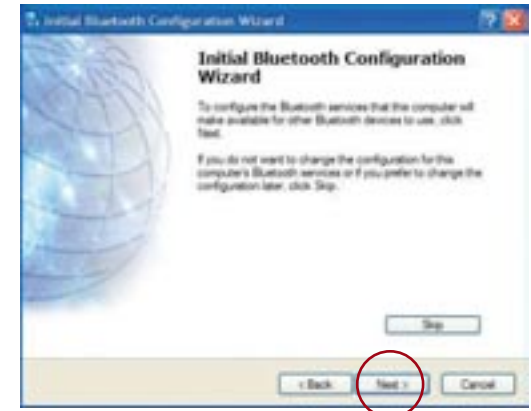 Initial Bluetooth Configuration Wizard
Initial Bluetooth Configuration
Wizard
To configure the Bluetooth services that this computer will
make available for other Bluetooth devices to use, click
Next.
If you do not want to change the configuration for this
computer's Bluetooth services or if you prefer to change the
configuration later, click Skip.
Skip
< Back Next > Cancel